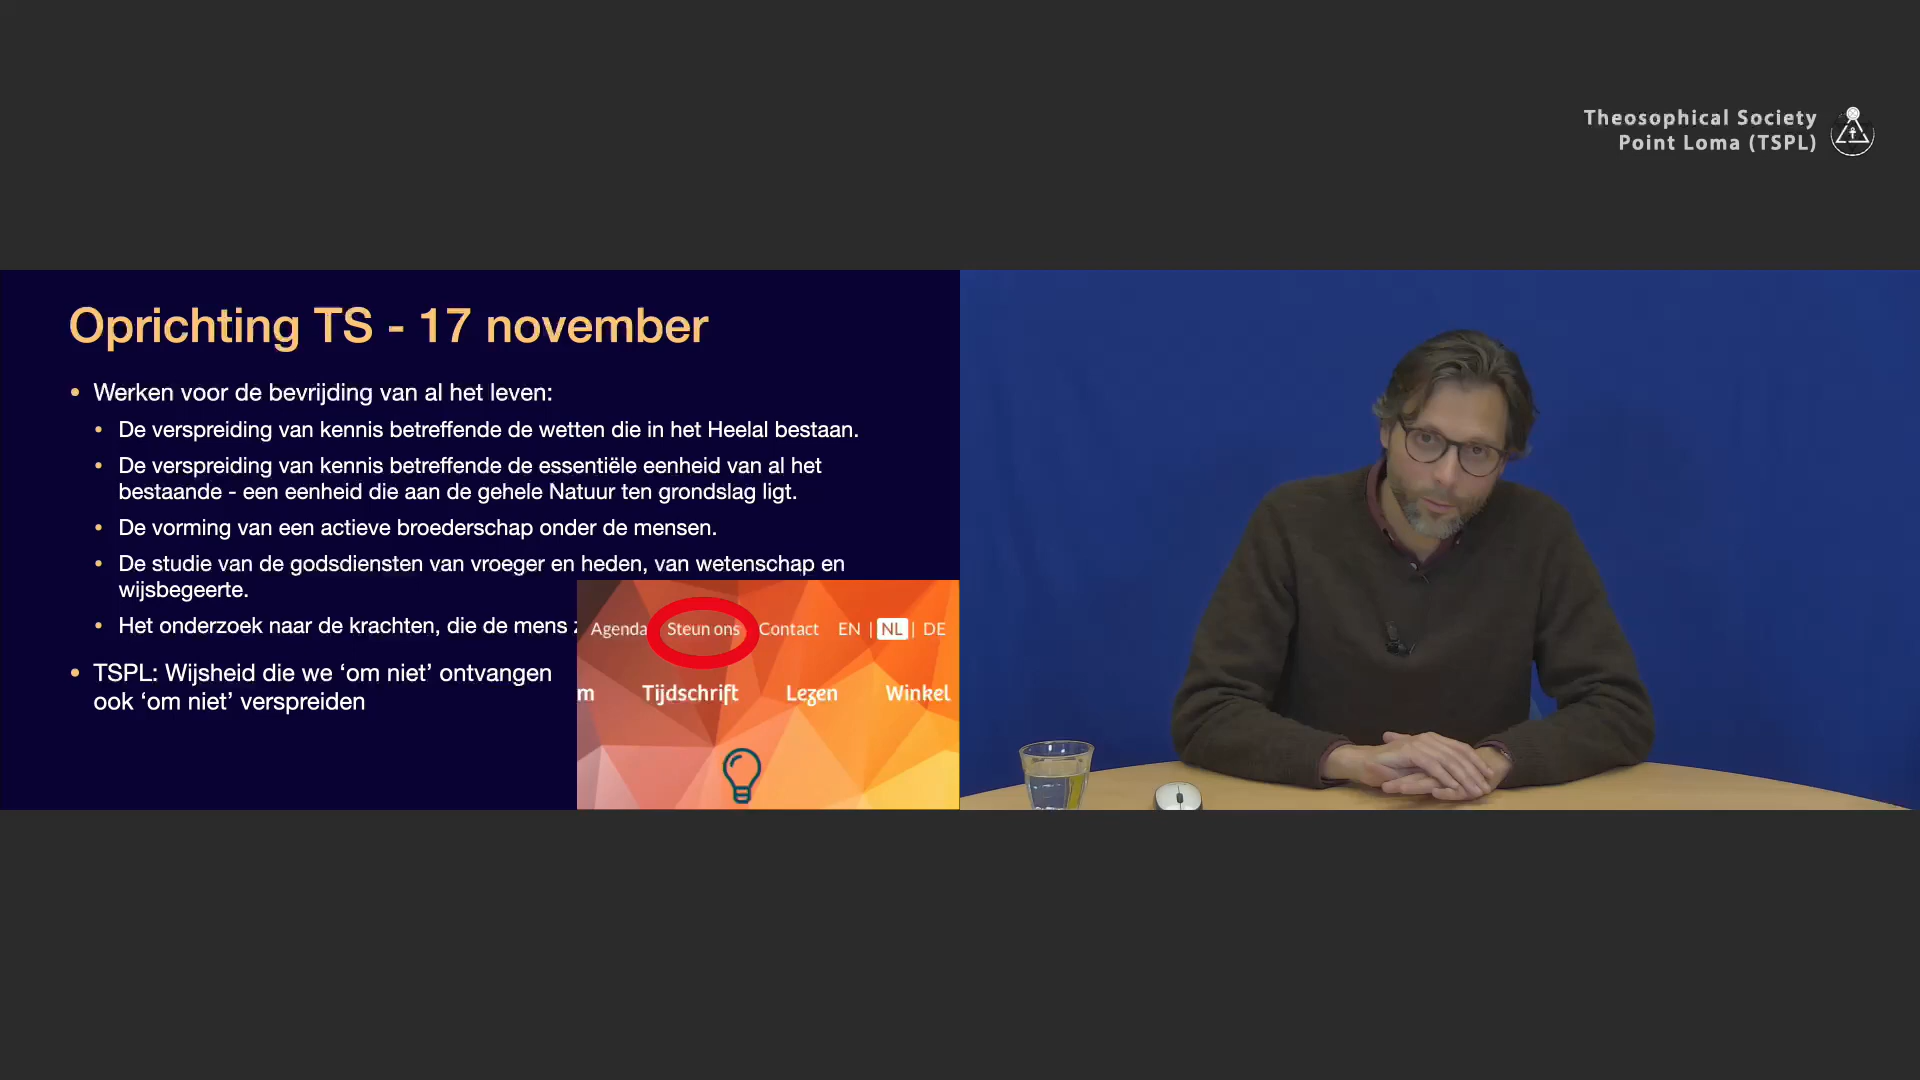 Theosophical Society
Point Loma (TSPL)
Oprichting TS - 17 november
• Werken voor de bevrijding van al het leven:
• De verspreiding van kennis betreffende de wetten die in het Heelal bestaan.
• De verspreiding van kennis betreffende de essentiële eenheid van al het
bestaande - een eenheid die aan de gehele Natuur ten grondslag ligt.
• De vorming van een actieve broederschap onder de mensen.
• De studie van de godsdiensten van vroeger en heden, van wetenschap en
wijsbegeerte.
• Het onderzoek naar de krachten, die de mens
• TSPL: Wijsheid die we ‘om niet’ ontvangen
ook ‘om niet’ verspreiden
Agenda Steun ons Contact EN | NL | DE
m Tijdschrift Lezen Winkel